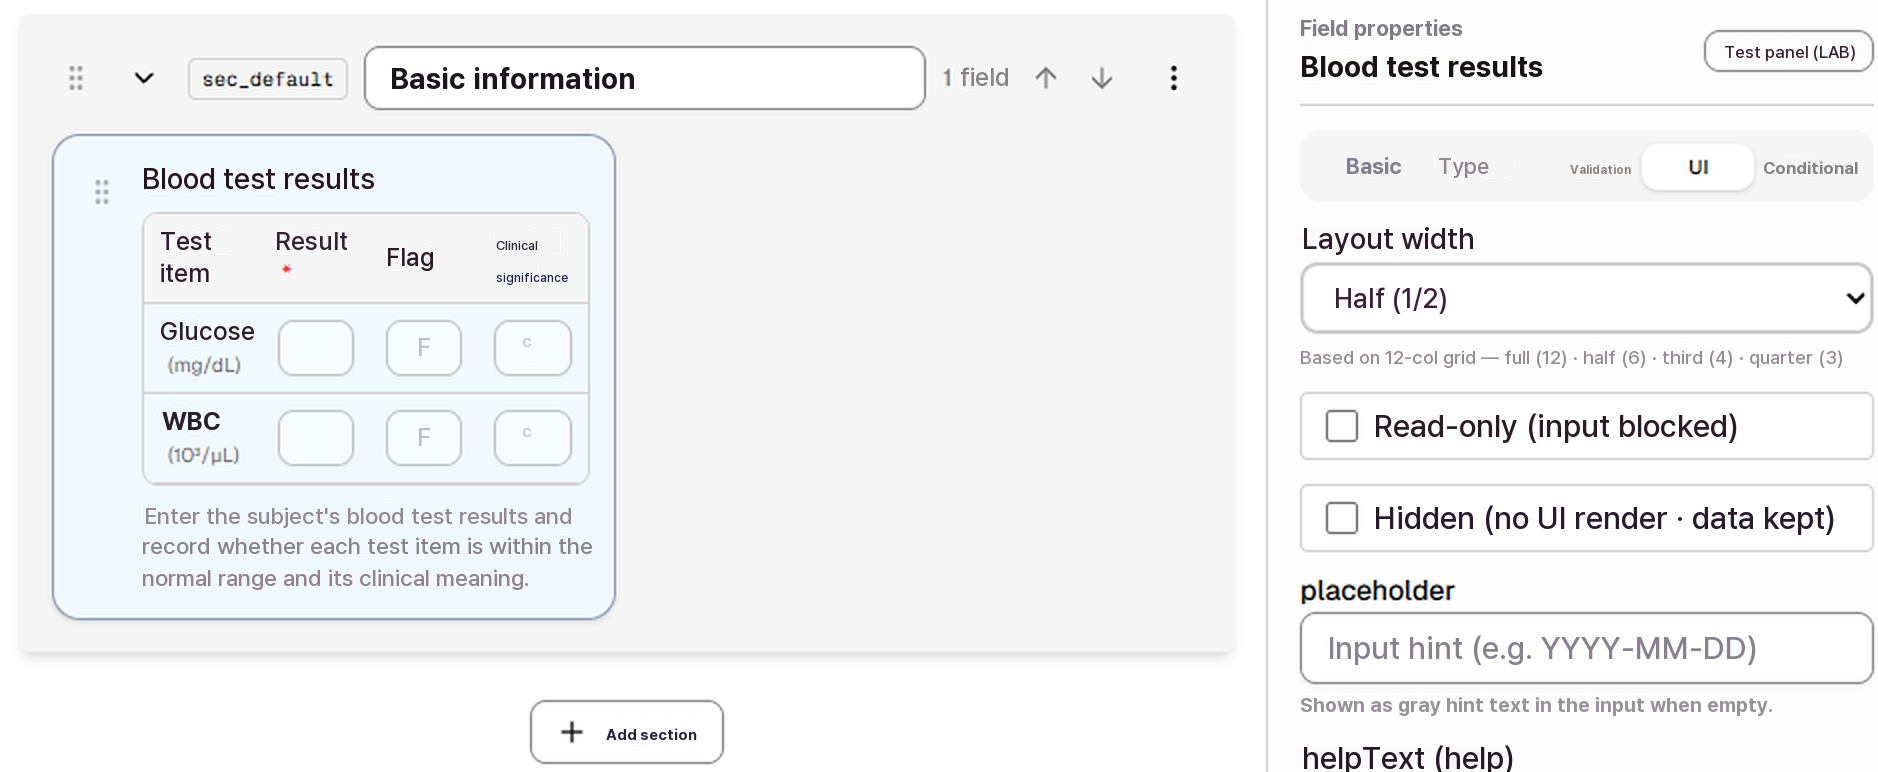 sec_default
Basic information
1 field
Blood test results
Test item
Result *
Flag
Clinical significance
Glucose
(mg/dL)
F
c
WBC
(10³/µL)
F
c
Enter the subject's blood test results and
record whether each test item is within the
normal range and its clinical meaning.
Add section
Field properties
Blood test results
Test panel (LAB)
Basic
Type
Validation
UI
Conditional
Layout width
Half (1/2)
Based on 12-col grid — full (12) · half (6) · third (4) · quarter (3)
Read-only (input blocked)
Hidden (no UI render · data kept)
placeholder
Input hint (e.g. YYYY-MM-DD)
Shown as gray hint text in the input when empty.
helpText (help)